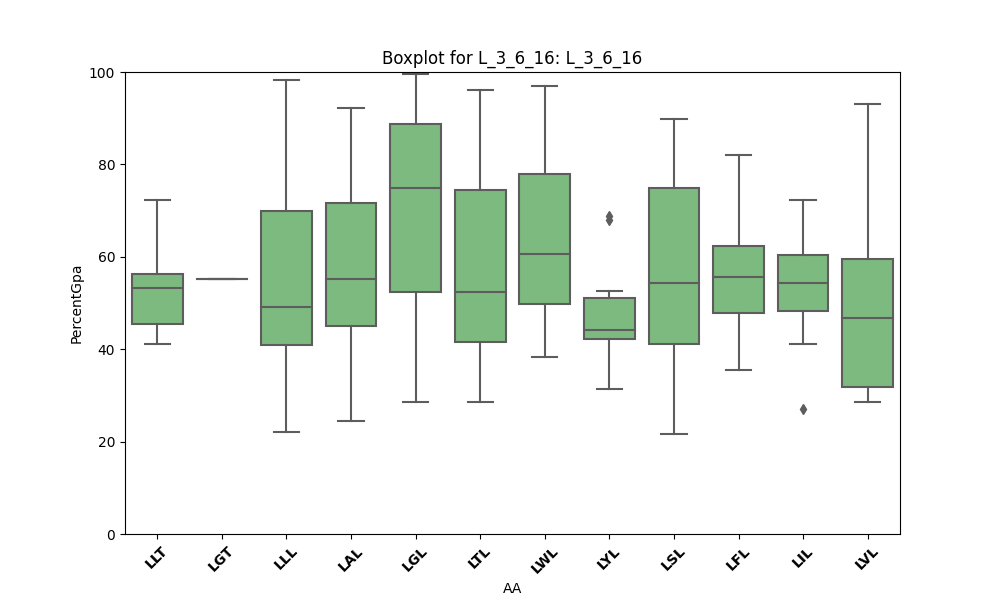 Boxplot for L_3_6_16: L_3_6_16
PercentGpa
100
80
60
40
20
0
LLT LGT LLL LAL LGL LTL LWL LYL LSL LFL LIL LVL
AA